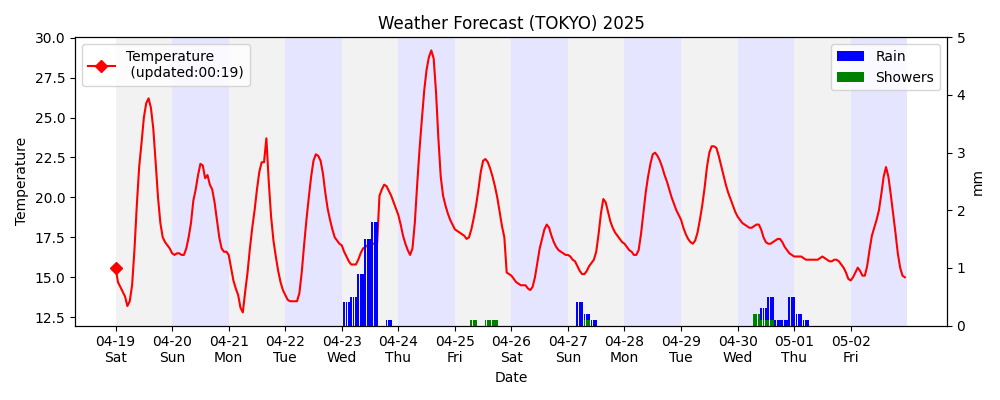 Weather Forecast (TOKYO) 2025
Temperature
(updated:00:19)
Rain
Showers
30.0
27.5
25.0
22.5
20.0
17.5
15.0
12.5
Temperature
5
4
3
2
1
0
mm
04-19 04-20 04-21 04-22 04-23 04-24 04-25 04-26 04-27 04-28 04-29 04-30 05-01 05-02
Sat Sun Mon Tue Wed Thu Fri Sat Sun Mon Tue Wed Thu Fri
Date